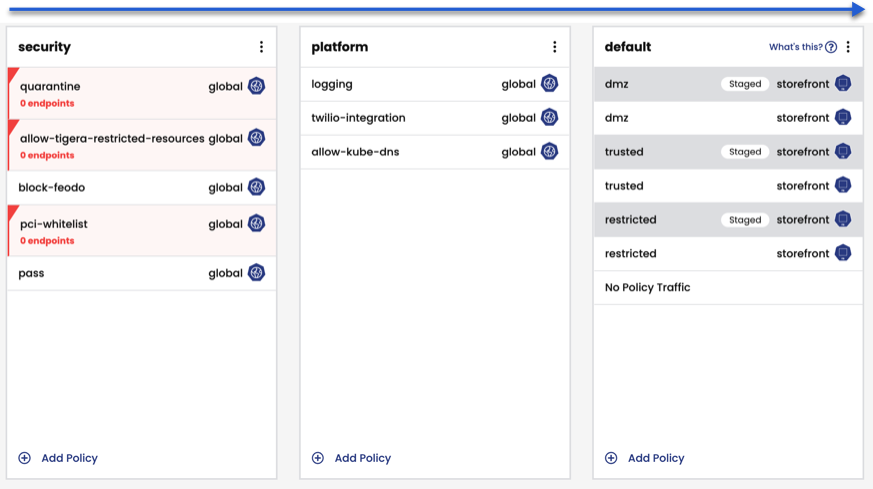 security
quarantine global
0 endpoints
allow-tigera-restricted-resources global
0 endpoints
block-feodo global
pci-whitelist global
0 endpoints
pass global
Add Policy
platform
logging global
twilio-integration global
allow-kube-dns global
Add Policy
default What's this? ?
dmz Staged storefront
dmz storefront
trusted Staged storefront
trusted storefront
restricted Staged storefront
restricted storefront
No Policy Traffic
Add Policy